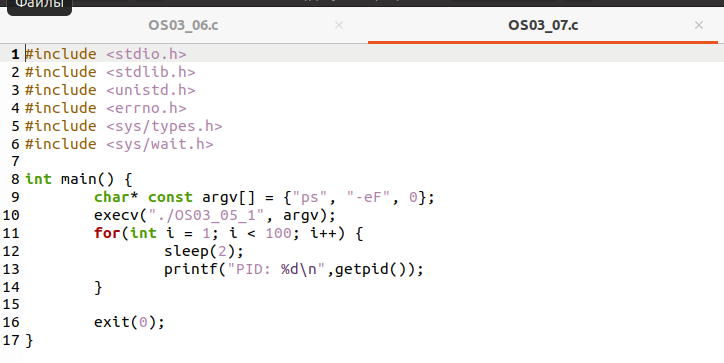 Файлы
OS03_06.c × OS03_07.c ×
1 #include <stdio.h>
2 #include <stdlib.h>
3 #include <unistd.h>
4 #include <errno.h>
5 #include <sys/types.h>
6 #include <sys/wait.h>
7
8 int main() {
9         char* const argv[] = {"ps", "-eF", 0};
10         execv("./OS03_05_1", argv);
11         for(int i = 1; i < 100; i++) {
12                 sleep(2);
13                 printf("PID: %d\n",getpid());
14         }
15
16         exit(0);
17 }